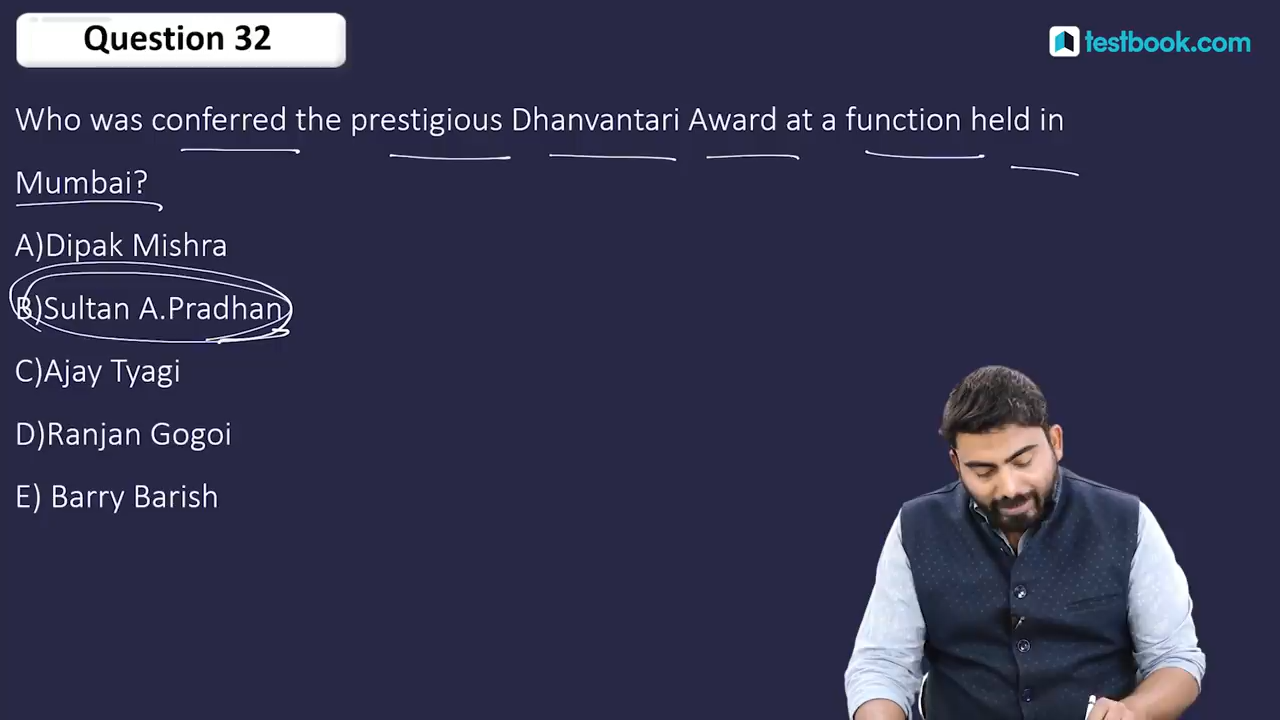 Question 32
testbook.com
Who was conferred the prestigious Dhanvantari Award at a function held in
Mumbai?
A)Dipak Mishra
B)Sultan A.Pradhan
C)Ajay Tyagi
D)Ranjan Gogoi
E) Barry Barish